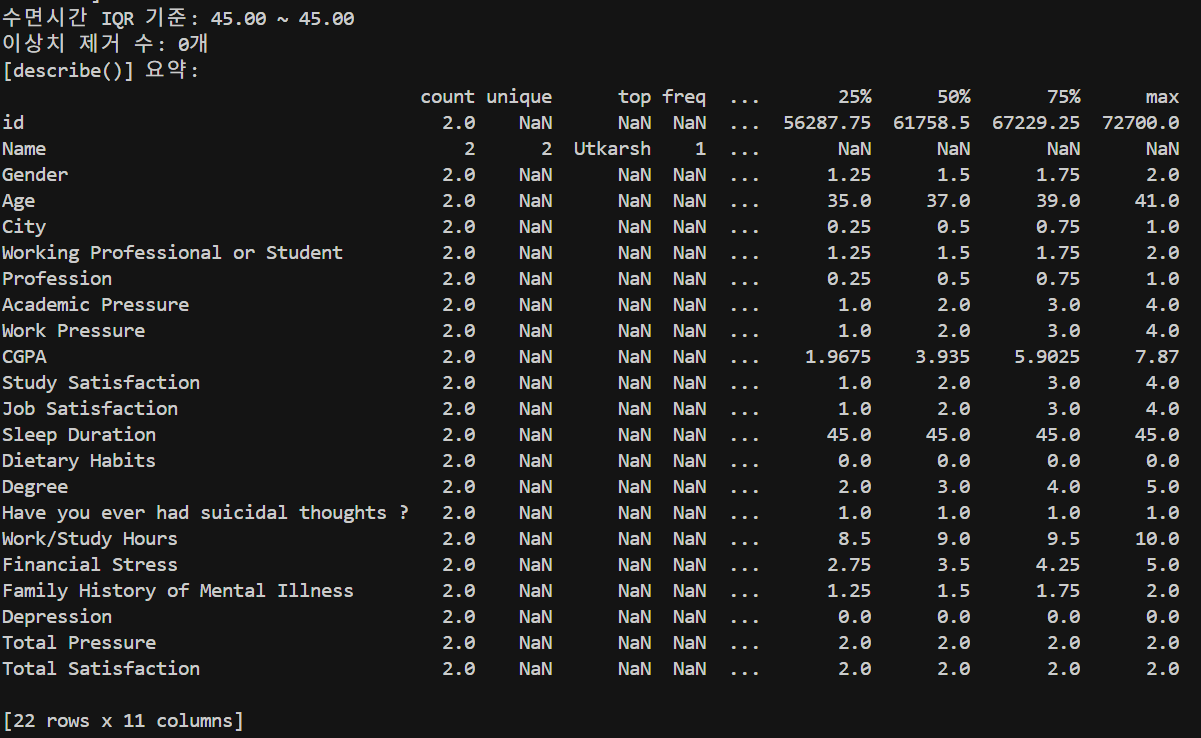 수면시간 IQR 기준: 45.00 ~ 45.00
이상치 제거 수: 0개
[describe()] 요약:
count unique top freq ... 25% 50% 75% max
id 2.0 NaN NaN NaN ... 56287.75 61758.5 67229.25 72700.0
Name 2 2 Utkarsh 1 ... NaN NaN NaN NaN
Gender 2.0 NaN NaN NaN ... 1.25 1.5 1.75 2.0
Age 2.0 NaN NaN NaN ... 35.0 37.0 39.0 41.0
City 2.0 NaN NaN NaN ... 0.25 0.5 0.75 1.0
Working Professional or Student 2.0 NaN NaN NaN ... 1.25 1.5 1.75 2.0
Profession 2.0 NaN NaN NaN ... 0.25 0.5 0.75 1.0
Academic Pressure 2.0 NaN NaN NaN ... 1.0 2.0 3.0 4.0
Work Pressure 2.0 NaN NaN NaN ... 1.0 2.0 3.0 4.0
CGPA 2.0 NaN NaN NaN ... 1.9675 3.935 5.9025 7.87
Study Satisfaction 2.0 NaN NaN NaN ... 1.0 2.0 3.0 4.0
Job Satisfaction 2.0 NaN NaN NaN ... 1.0 2.0 3.0 4.0
Sleep Duration 2.0 NaN NaN NaN ... 45.0 45.0 45.0 45.0
Dietary Habits 2.0 NaN NaN NaN ... 0.0 0.0 0.0 0.0
Degree 2.0 NaN NaN NaN ... 2.0 3.0 4.0 5.0
Have you ever had suicidal thoughts ? 2.0 NaN NaN NaN ... 1.0 1.0 1.0 1.0
Work/Study Hours 2.0 NaN NaN NaN ... 8.5 9.0 9.5 10.0
Financial Stress 2.0 NaN NaN NaN ... 2.75 3.5 4.25 5.0
Family History of Mental Illness 2.0 NaN NaN NaN ... 1.25 1.5 1.75 2.0
Depression 2.0 NaN NaN NaN ... 0.0 0.0 0.0 0.0
Total Pressure 2.0 NaN NaN NaN ... 2.0 2.0 2.0 2.0
Total Satisfaction 2.0 NaN NaN NaN ... 2.0 2.0 2.0 2.0
[22 rows x 11 columns]